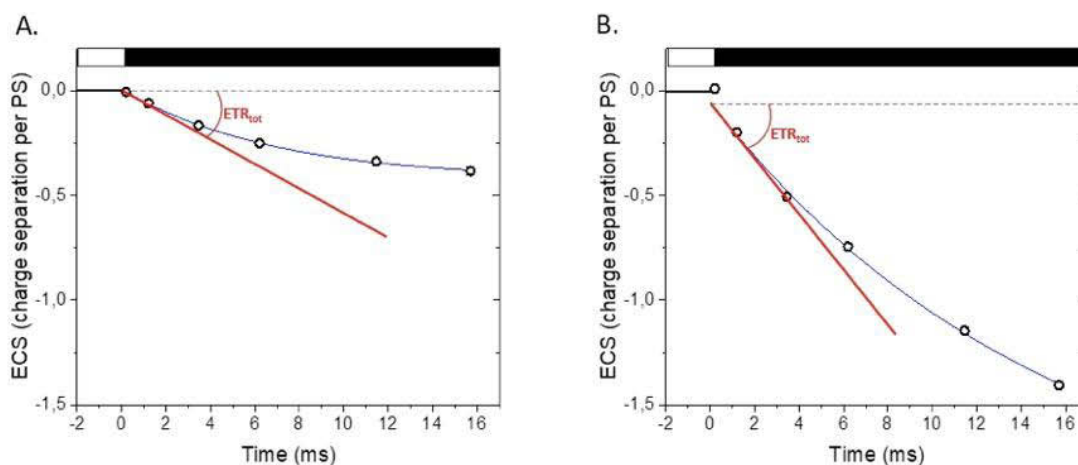 A.
0,0
-0,5
-1,0
-1,5
-2 0 2 4 6 8 10 12 14 16
Time (ms)
ECS (charge separation per PS)
ETRtot
B.
0,0
-0,5
-1,0
-1,5
-2 0 2 4 6 8 10 12 14 16
Time (ms)
ECS (charge separation per PS)
ETRtot